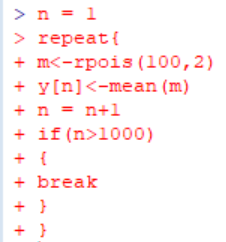 > n = 1
> repeat{
+ m<-rpois(100,2)
+ y[n]<-mean(m)
+ n = n+1
+ if(n>1000)
+ {
+ break
+ }
+ }